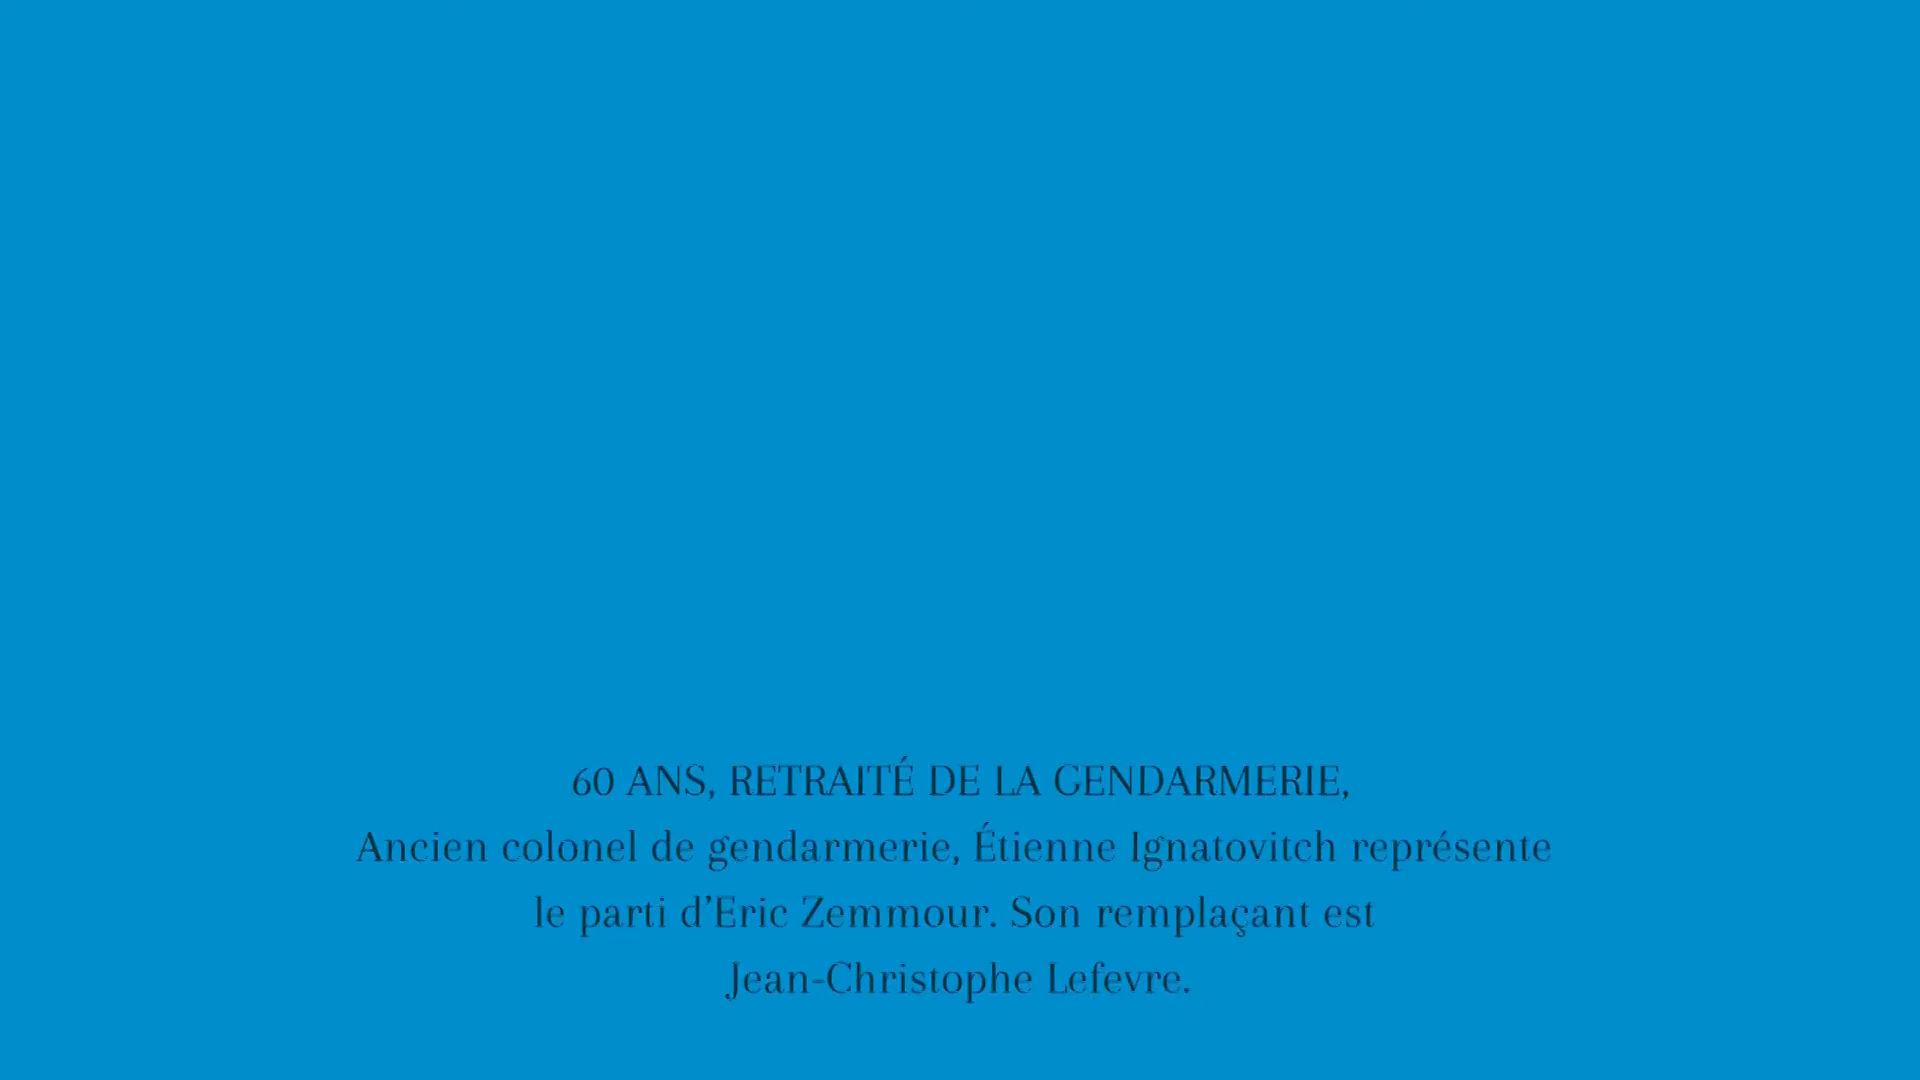 60 ANS, RETRAITÉ DE LA GENDARMERIE,
Ancien colonel de gendarmerie, Étienne Ignatovitch représente
le parti d’Eric Zemmour. Son remplaçant est
Jean-Christophe Lefevre.